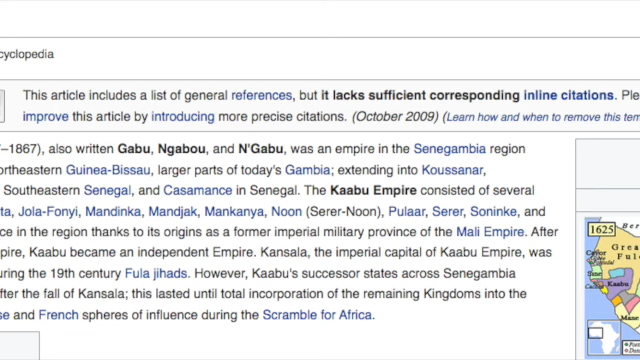 cyclopedia
This article includes a list of general references, but it lacks sufficient corresponding inline citations. Ple
improve this article by introducing more precise citations. (October 2009) (Learn how and when to remove this tem
–1867), also written Gabu, Ngabou, and N'Gabu, was an empire in the Senegambia region
ortheastern Guinea-Bissau, larger parts of today's Gambia; extending into Koussanar,
Southeastern Senegal, and Casamance in Senegal. The Kaabu Empire consisted of several
ta, Jola-Fonyi, Mandinka, Mandjak, Mankanya, Noon (Serer-Noon), Pulaar, Serer, Soninke, and
ce in the region thanks to its origins as a former imperial military province of the Mali Empire. After
pire, Kaabu became an independent Empire. Kansala, the imperial capital of Kaabu Empire, was
uring the 19th century Fula jihads. However, Kaabu's successor states across Senegambia
fter the fall of Kansala; this lasted until total incorporation of the remaining Kingdoms into the
se and French spheres of influence during the Scramble for Africa.
1625
Great
Ful
Cayor
Sine
Kaabu
Mane